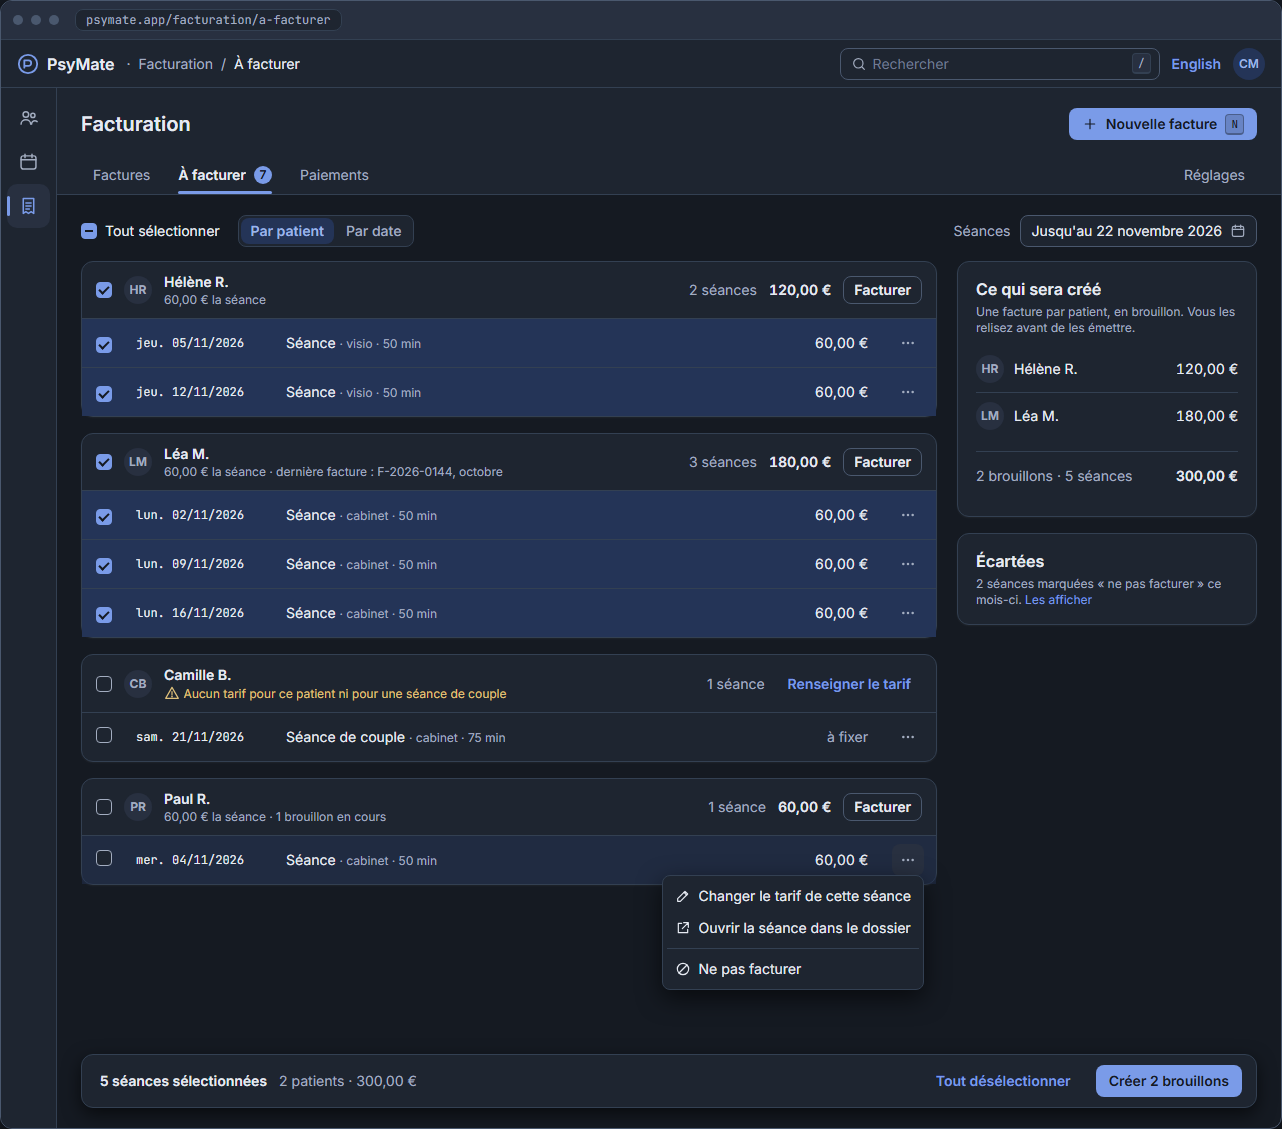 psymate.app/facturation/a-facturer
PsyMate · Facturation / À facturer
Rechercher /
English
CM
Facturation
+ Nouvelle facture N
Factures
À facturer 7
Paiements
Réglages
Tout sélectionner
Par patient
Par date
Séances
Jusqu'au 22 novembre 2026
HR
Hélène R.
60,00 € la séance
2 séances 120,00 € Facturer
jeu. 05/11/2026 Séance · visio · 50 min 60,00 € ···
jeu. 12/11/2026 Séance · visio · 50 min 60,00 € ···
LM
Léa M.
60,00 € la séance · dernière facture : F-2026-0144, octobre
3 séances 180,00 € Facturer
lun. 02/11/2026 Séance · cabinet · 50 min 60,00 € ···
lun. 09/11/2026 Séance · cabinet · 50 min 60,00 € ···
lun. 16/11/2026 Séance · cabinet · 50 min 60,00 € ···
CB
Camille B.
Aucun tarif pour ce patient ni pour une séance de couple
1 séance Renseigner le tarif
sam. 21/11/2026 Séance de couple · cabinet · 75 min à fixer ···
PR
Paul R.
60,00 € la séance · 1 brouillon en cours
1 séance 60,00 € Facturer
mer. 04/11/2026 Séance · cabinet · 50 min 60,00 € ···
Changer le tarif de cette séance
Ouvrir la séance dans le dossier
Ne pas facturer
Ce qui sera créé
Une facture par patient, en brouillon. Vous les
relisez avant de les émettre.
HR Hélène R. 120,00 €
LM Léa M. 180,00 €
2 brouillons · 5 séances 300,00 €
Écartées
2 séances marquées « ne pas facturer » ce
mois-ci. Les afficher
5 séances sélectionnées 2 patients · 300,00 €
Tout désélectionner
Créer 2 brouillons